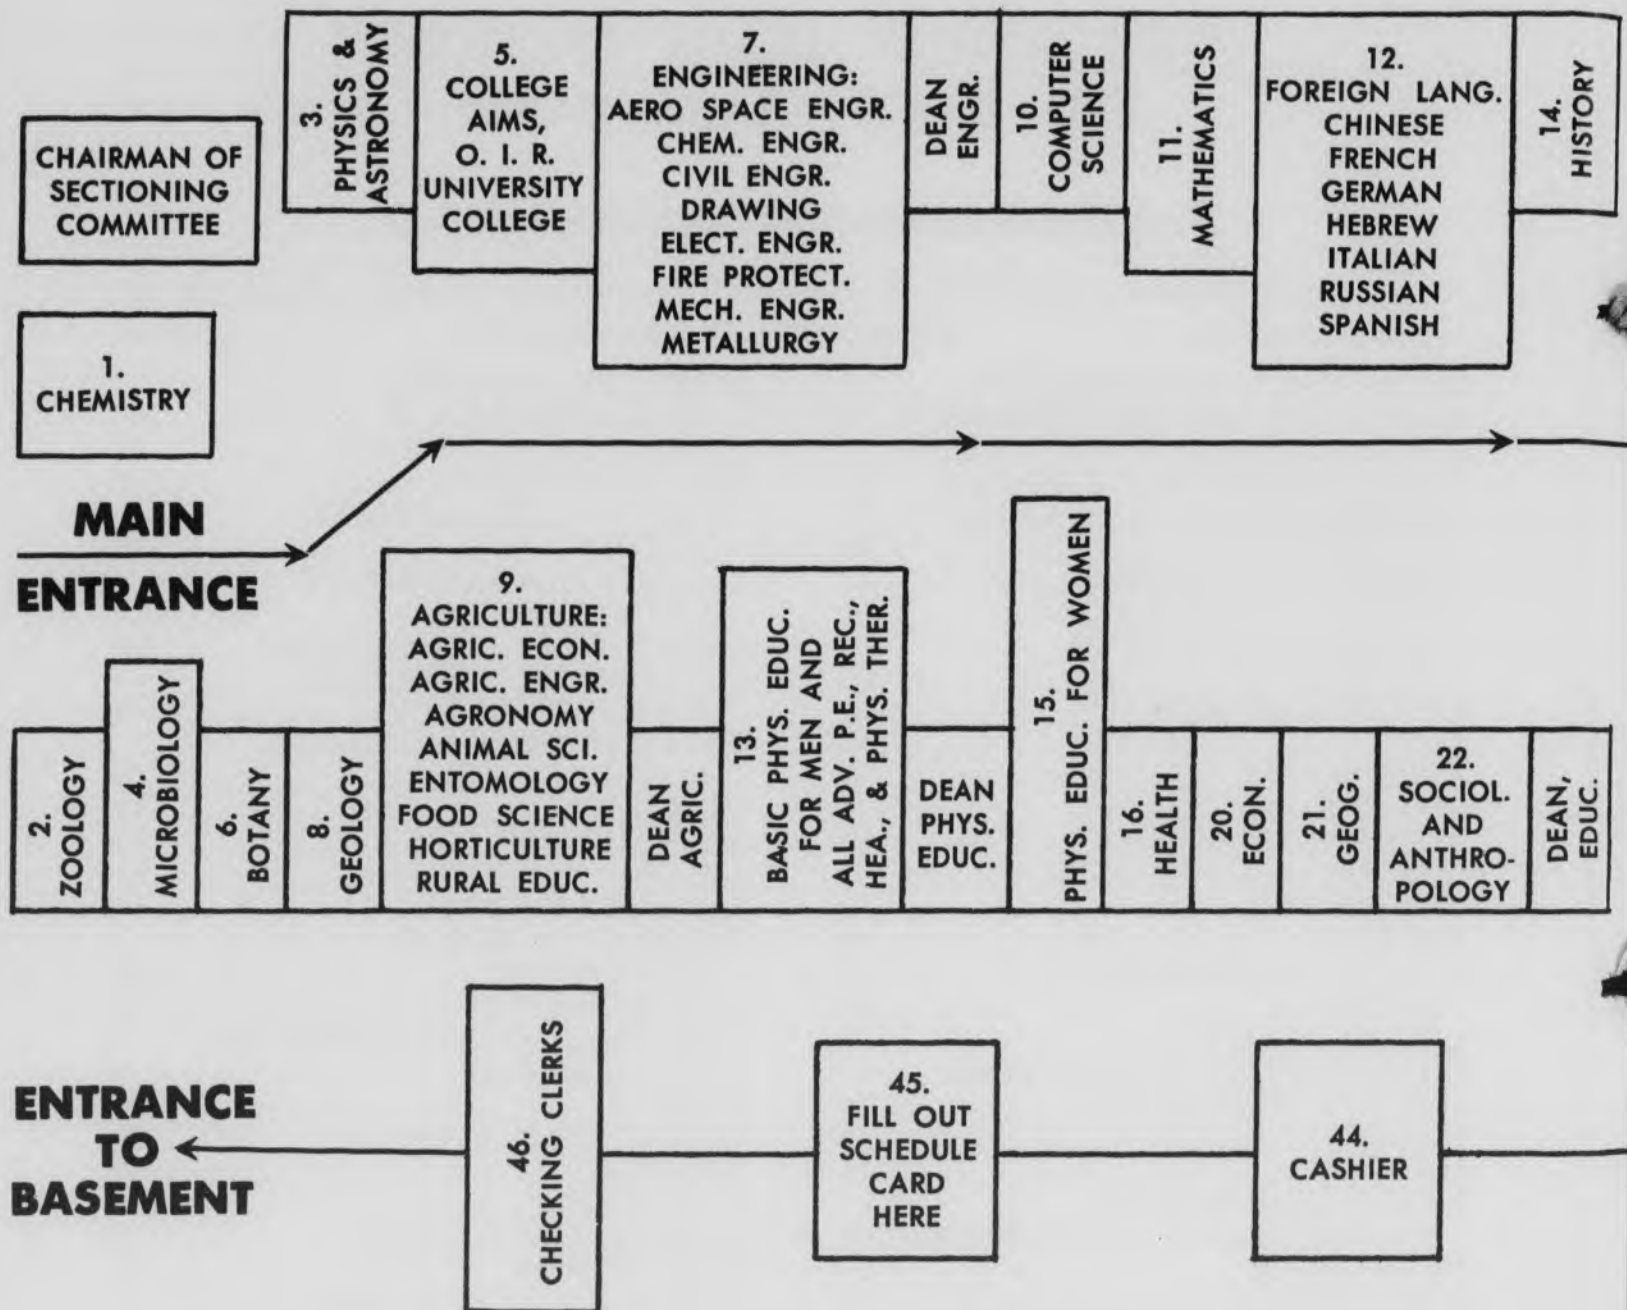 CHAIRMAN OF
SECTIONING
COMMITTEE
1.
CHEMISTRY
3.
PHYSICS &
ASTRONOMY
5.
COLLEGE
AIMS,
O. I. R.
UNIVERSITY
COLLEGE
7.
ENGINEERING:
AERO SPACE ENGR.
CHEM. ENGR.
CIVIL ENGR.
DRAWING
ELECT. ENGR.
FIRE PROTECT.
MECH. ENGR.
METALLURGY
DEAN
ENGR.
10.
COMPUTER
SCIENCE
11.
MATHEMATICS
12.
FOREIGN LANG.
CHINESE
FRENCH
GERMAN
HEBREW
ITALIAN
RUSSIAN
SPANISH
14.
HISTORY
MAIN
ENTRANCE
2.
ZOOLOGY
4.
MICROBIOLOGY
6.
BOTANY
8.
GEOLOGY
9.
AGRICULTURE:
AGRIC. ECON.
AGRIC. ENGR.
AGRONOMY
ANIMAL SCI.
ENTOMOLOGY
FOOD SCIENCE
HORTICULTURE
RURAL EDUC.
DEAN
AGRIC.
13.
BASIC PHYS. EDUC.
FOR MEN AND
ALL ADV. P.E., REC.,
HEA., & PHYS. THER.
DEAN
PHYS.
EDUC.
15.
PHYS. EDUC. FOR WOMEN
16.
HEALTH
20.
ECON.
21.
GEOG.
22.
SOCIOL.
AND
ANTHRO-
POLOGY
DEAN,
EDUC.
ENTRANCE
TO
BASEMENT
46.
CHECKING CLERKS
45.
FILL OUT
SCHEDULE
CARD
HERE
44.
CASHIER